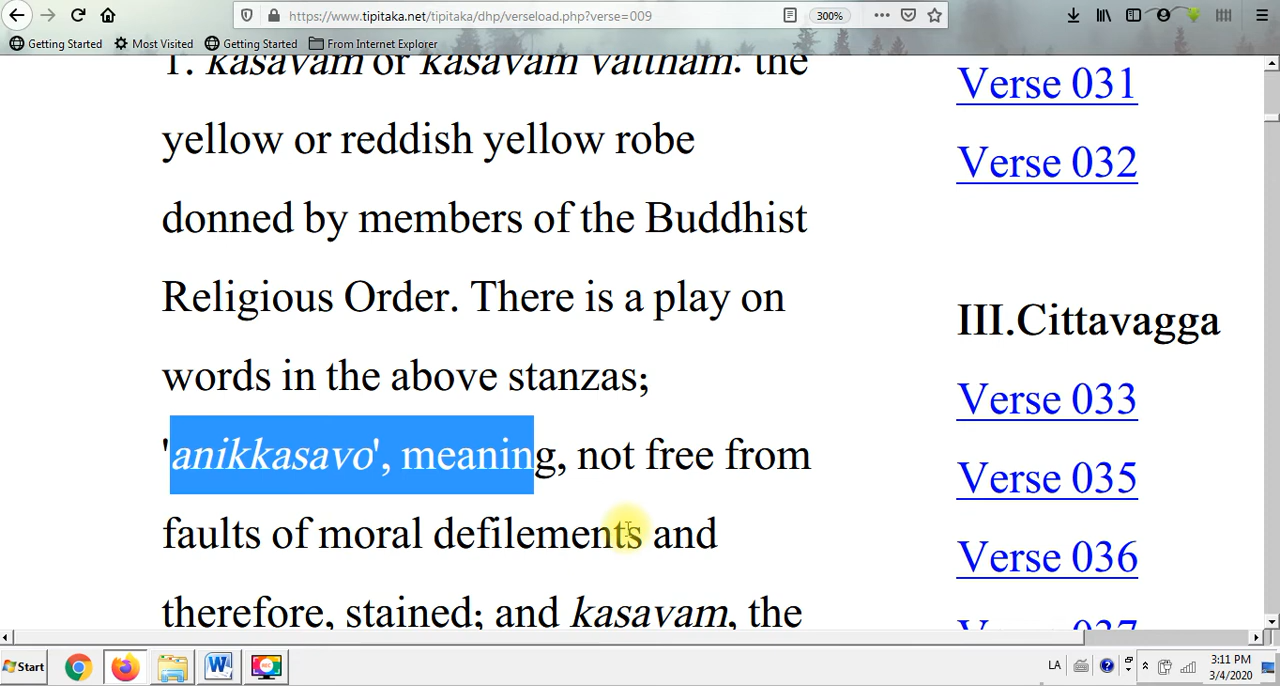 https://www.tipitaka.net/tipitaka/dhp/verseload.php?verse=009
300%
Getting Started
Most Visited
Getting Started
From Internet Explorer
1. kasavam or kasavam vattham: the
yellow or reddish yellow robe
donned by members of the Buddhist
Religious Order. There is a play on
words in the above stanzas;
'anikkasavo', meaning, not free from
faults of moral defilements and
therefore, stained; and kasavam, the
Verse 031
Verse 032
III.Cittavagga
Verse 033
Verse 035
Verse 036
Verse 037
Start
LA
3:11 PM
3/4/2020